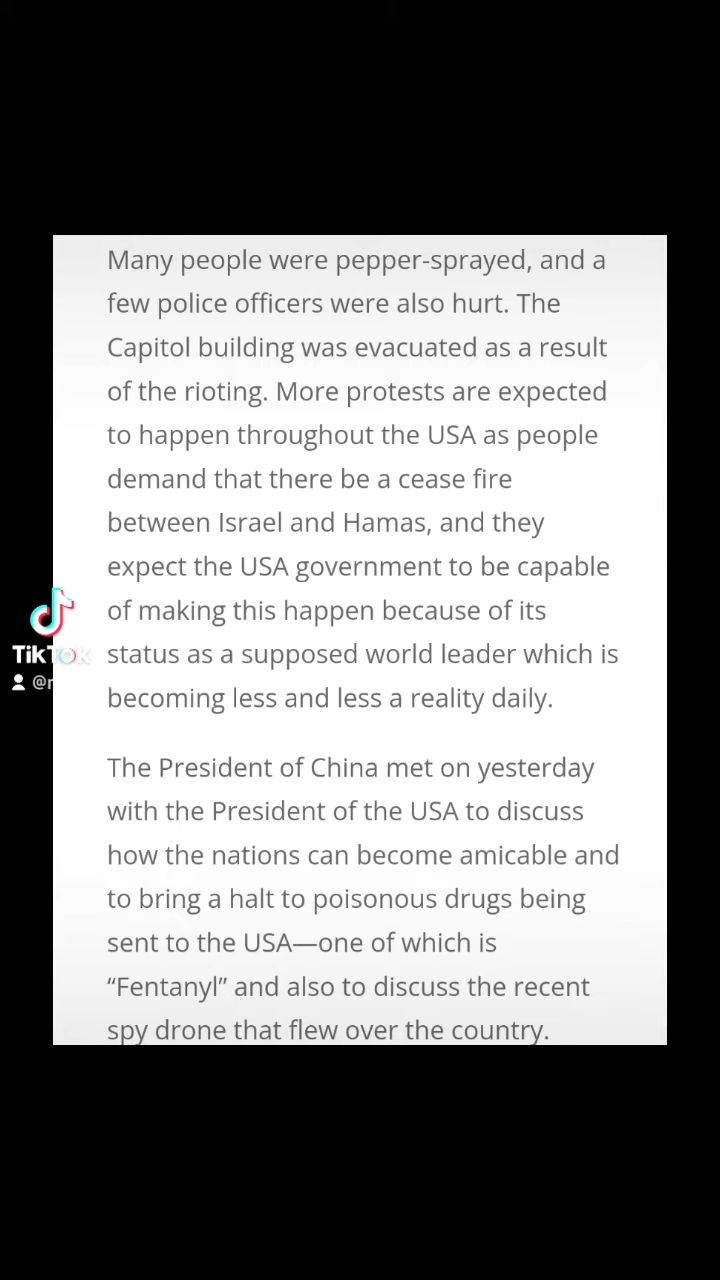 Many people were pepper-sprayed, and a
few police officers were also hurt. The
Capitol building was evacuated as a result
of the rioting. More protests are expected
to happen throughout the USA as people
demand that there be a cease fire
between Israel and Hamas, and they
expect the USA government to be capable
of making this happen because of its
status as a supposed world leader which is
becoming less and less a reality daily.
The President of China met on yesterday
with the President of the USA to discuss
how the nations can become amicable and
to bring a halt to poisonous drugs being
sent to the USA—one of which is
“Fentanyl” and also to discuss the recent
spy drone that flew over the country.
TikTok